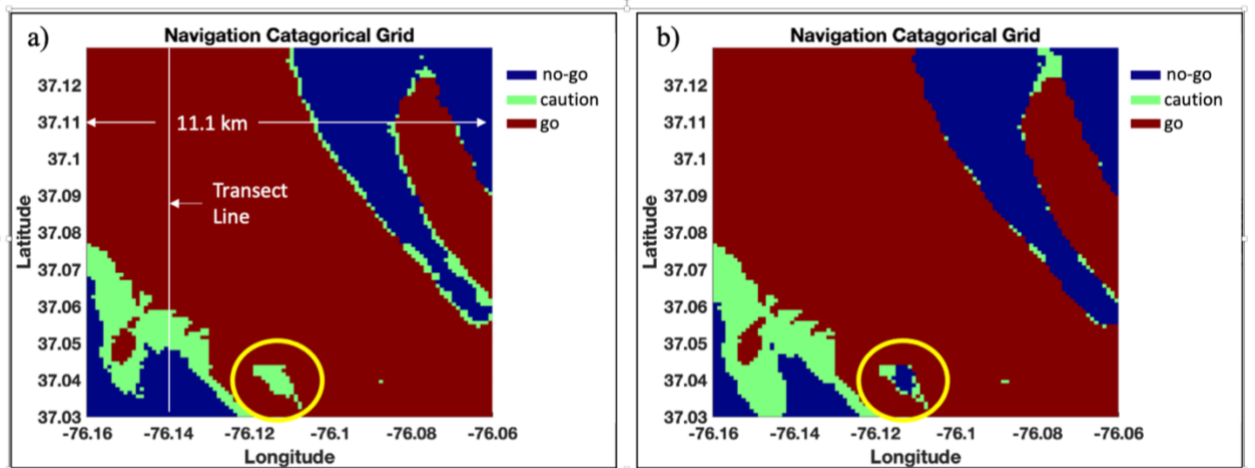 a)
Navigation Catagorical Grid
no-go
caution
go
37.12
37.11
37.1
37.09
37.08
37.07
37.06
37.05
37.04
37.03
Latitude
11.1 km
Transect
Line
-76.16
-76.14
-76.12
-76.1
-76.08
-76.06
Longitude
b)
Navigation Catagorical Grid
no-go
caution
go
37.12
37.11
37.1
37.09
37.08
37.07
37.06
37.05
37.04
37.03
Latitude
-76.16
-76.14
-76.12
-76.1
-76.08
-76.06
Longitude